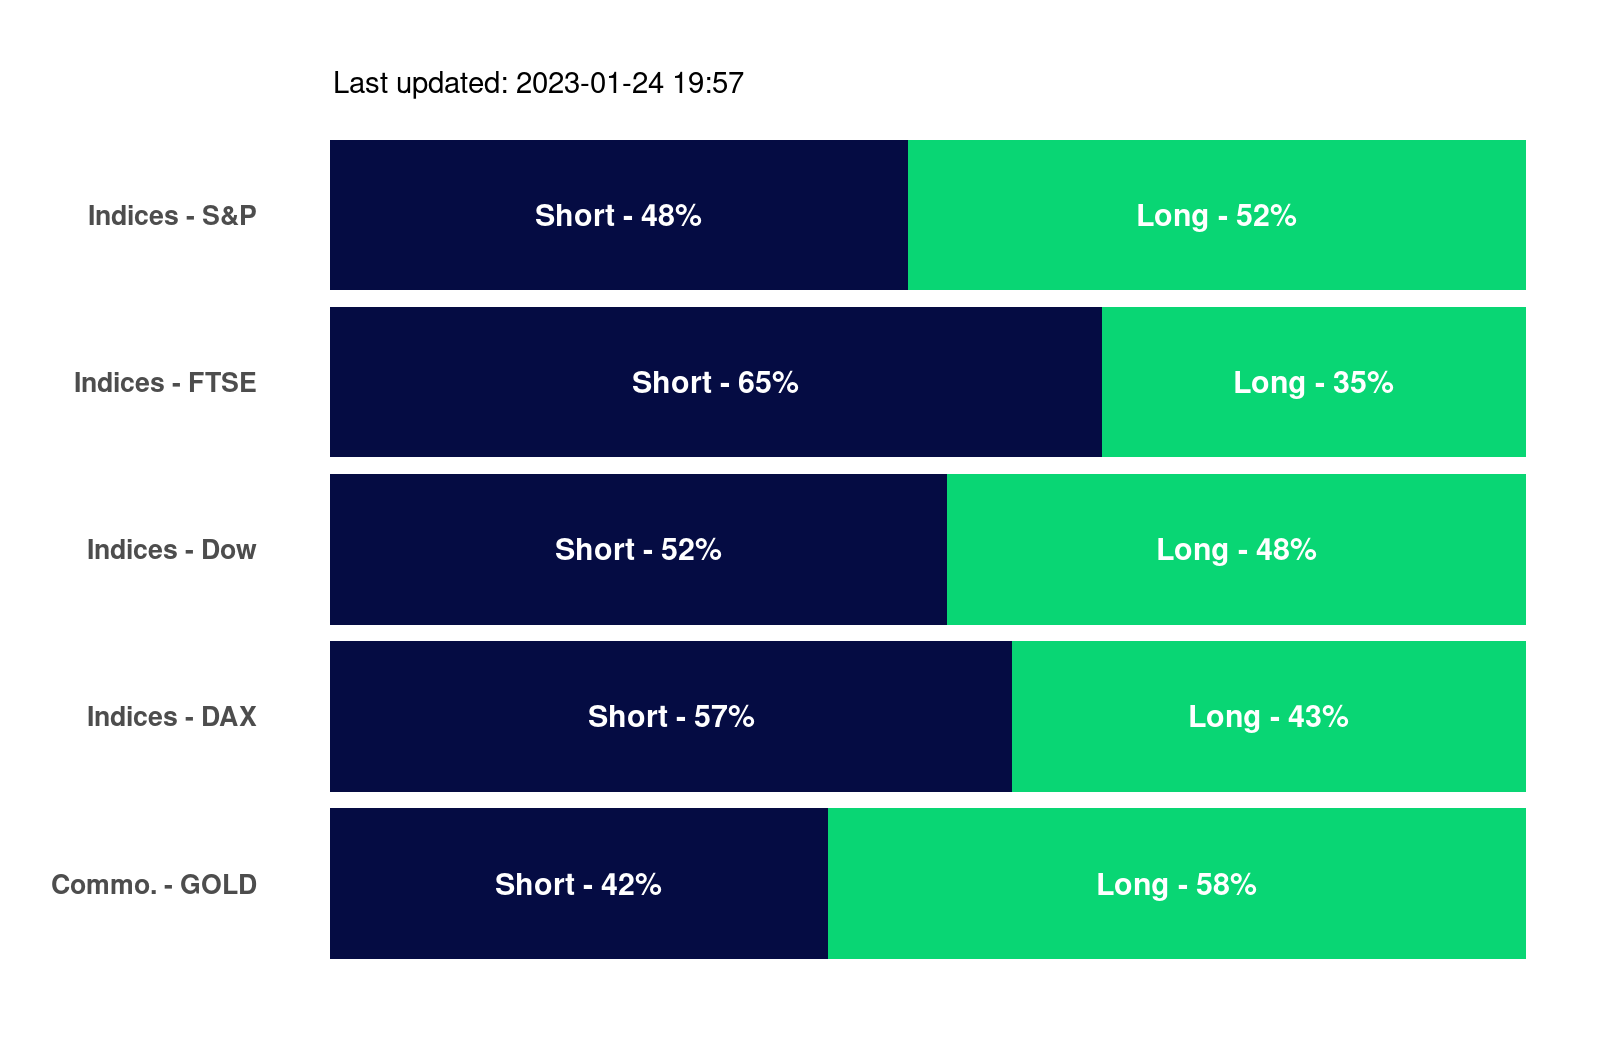 Last updated: 2023-01-24 19:57
Indices - S&P Short - 48% Long - 52%
Indices - FTSE Short - 65% Long - 35%
Indices - Dow Short - 52% Long - 48%
Indices - DAX Short - 57% Long - 43%
Commo. - GOLD Short - 42% Long - 58%